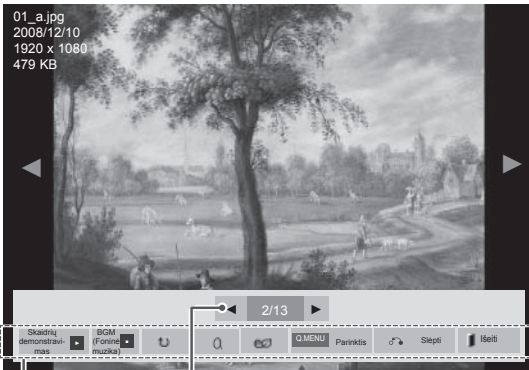 01_a.jpg
2008/12/10
1920 x 1080
479 KB
2/13
Skaidrių
demonstravi-
mas
BGM
(Foninė
muzika)
Q.MENU Parinktis
Slėpti
Išeiti